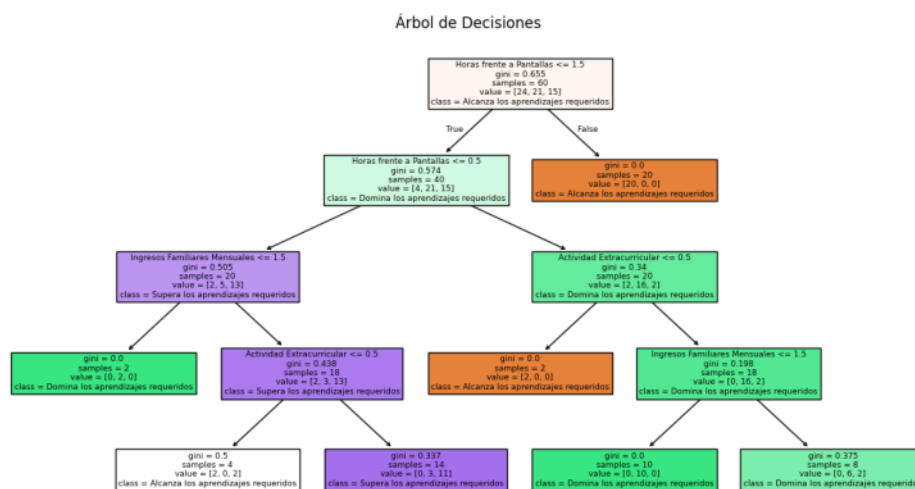 Árbol de Decisiones
Horas frente a Pantallas <= 1.5
gini = 0.655
samples = 60
value = [24, 21, 15]
class = Alcanza los aprendizajes requeridos
True
False
Horas frente a Pantallas <= 0.5
gini = 0.574
samples = 40
value = [4, 21, 15]
class = Domina los aprendizajes requeridos
gini = 0.0
samples = 20
value = [20, 0, 0]
class = Alcanza los aprendizajes requeridos
Ingresos Familiares Mensuales <= 1.5
gini = 0.505
samples = 20
value = [2, 5, 13]
class = Supera los aprendizajes requeridos
Actividad Extracurricular <= 0.5
gini = 0.34
samples = 20
value = [2, 16, 2]
class = Domina los aprendizajes requeridos
gini = 0.0
samples = 2
value = [0, 2, 0]
class = Domina los aprendizajes requeridos
Actividad Extracurricular <= 0.5
gini = 0.438
samples = 18
value = [2, 3, 13]
class = Supera los aprendizajes requeridos
gini = 0.0
samples = 2
value = [2, 0, 0]
class = Alcanza los aprendizajes requeridos
Ingresos Familiares Mensuales <= 1.5
gini = 0.198
samples = 18
value = [0, 16, 2]
class = Domina los aprendizajes requeridos
gini = 0.5
samples = 4
value = [2, 0, 2]
class = Alcanza los aprendizajes requeridos
gini = 0.337
samples = 14
value = [0, 3, 11]
class = Supera los aprendizajes requeridos
gini = 0.0
samples = 10
value = [0, 10, 0]
class = Domina los aprendizajes requeridos
gini = 0.375
samples = 8
value = [0, 6, 2]
class = Domina los aprendizajes requeridos